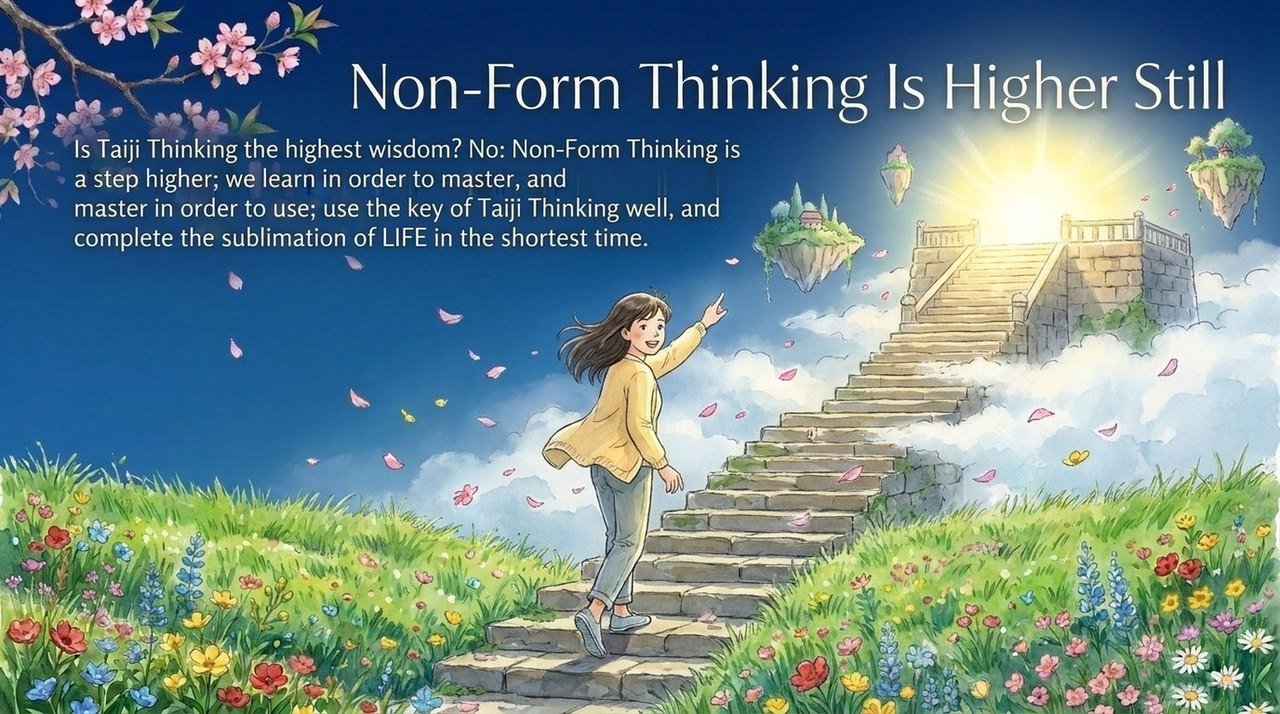 Non-Form Thinking Is Higher Still
Is Taiji Thinking the highest wisdom? No: Non-Form Thinking is
a step higher; we learn in order to master, and
master in order to use; use the key of Taiji Thinking well, and
complete the sublimation of LIFE in the shortest time.